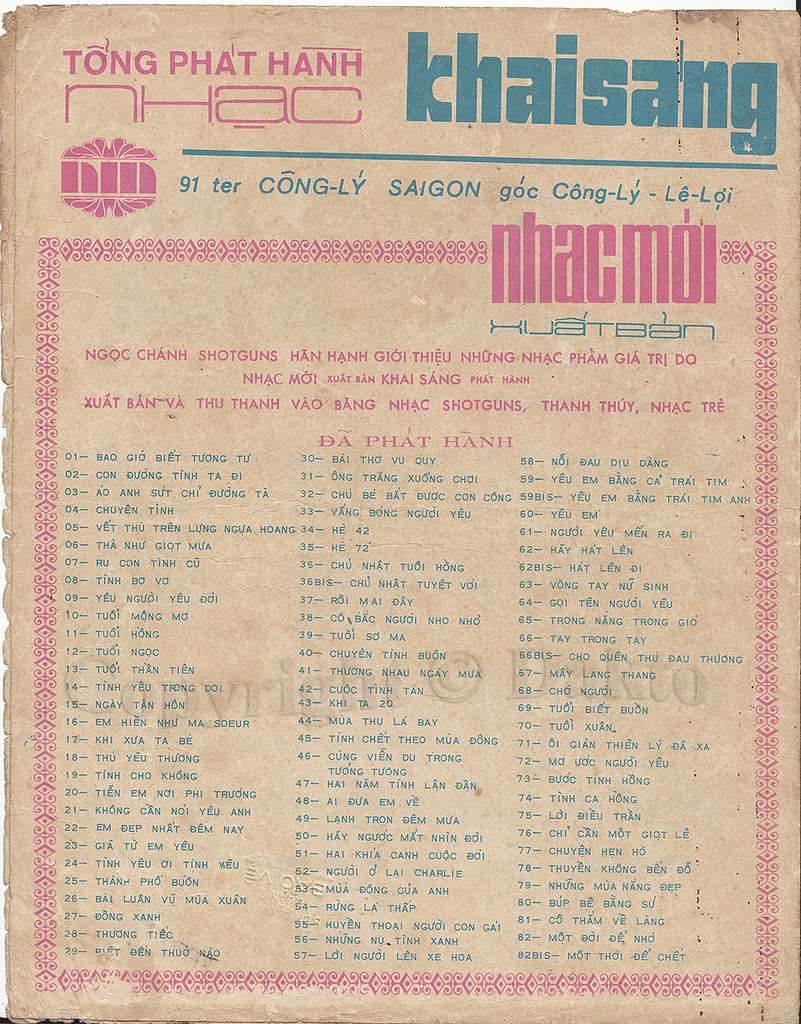 TỔNG PHÁT HÀNH
NHẠC
khaisáng
nm
91 ter CÔNG-LÝ SAIGON góc Công-Lý - Lê-Lợi
nhạc mới
XUẤT BẢN
NGỌC CHÁNH SHOTGUNS HÂN HẠNH GIỚI THIỆU NHỮNG NHẠC PHẨM GIÁ TRỊ DO
NHẠC MỚI XUẤT BẢN KHAI SÁNG PHÁT HÀNH
XUẤT BẢN VÀ THU THANH VÀO BĂNG NHẠC SHOTGUNS, THANH THÚY, NHẠC TRẺ
ĐÃ PHÁT HÀNH
01— BAO GIỜ BIẾT TƯƠNG TƯ
02— CON ĐƯỜNG TÌNH TA ĐI
03— ÁO ANH SỨT CHỈ ĐƯỜNG TÀ
04— CHUYỆN TÌNH
05— VẾT THÙ TRÊN LƯNG NGỰA HOANG
06— THÀ NHƯ GIỌT MƯA
07— RU CON TÌNH CŨ
08— TÌNH BƠ VƠ
09— YÊU NGƯỜI YÊU ĐỜI
10— TUỔI MỘNG MƠ
11— TUỔI HỒNG
12— TUỔI NGỌC
13— TUỔI THẦN TIÊN
14— TÌNH YÊU TRONG ĐỜI
15— NGÀY TÂN HÔN
16— EM HIỀN NHƯ MA SOEUR
17— KHI XƯA TA BÉ
18— THÚ YÊU THƯƠNG
19— TÌNH CHO KHÔNG
20— TIỄN EM NƠI PHI TRƯỜNG
21— KHÔNG CẦN NÓI YÊU ANH
22— EM ĐẸP NHẤT ĐÊM NAY
23— GIÃ TỪ EM YÊU
24— TÌNH YÊU ƠI TÌNH YÊU
25— THÀNH PHỐ BUỒN
26— BÀI LUÂN VŨ MÙA XUÂN
27— ĐỒNG XANH
28— THƯƠNG TIẾC
29— BIẾT ĐẾN THUỞ NÀO
30— BÀI THƠ VU QUY
31— ÔNG TRĂNG XUỐNG CHƠI
32— CHÚ BÉ BẮT ĐƯỢC CON CÔNG
33— VẮNG BÓNG NGƯỜI YÊU
34— HÈ 42
35— HÈ 72
36— CHỦ NHẬT TUỔI HỒNG
36BIS— CHỦ NHẬT TUYỆT VỜI
37— RỒI MAI ĐÂY
38— CÔ BẮC NGƯỜI NHO NHỎ
39— TUỔI SƠ MA
40— CHUYỆN TÌNH BUỒN
41— THƯƠNG NHAU NGÀY MƯA
42— CUỘC TÌNH TÀN
43— KHI TA 20
44— MÙA THU LÁ BAY
45— TÌNH CHẾT THEO MÙA ĐÔNG
46— CÙNG VIỄN DU TRONG
TƯỞNG TƯỢNG
47— HAI NĂM TÌNH LẬN ĐẬN
48— AI ĐƯA EM VỀ
49— LẠNH TRỌN ĐÊM MƯA
50— HÃY NGƯỚC MẮT NHÌN ĐỜI
51— HAI KHÍA CẠNH CUỘC ĐỜI
52— NGƯỜI Ở LẠI CHARLIE
53— MÙA ĐÔNG CỦA ANH
54— RỪNG LÁ THẤP
55— HUYỀN THOẠI NGƯỜI CON GÁI
56— NHỮNG NỤ TÌNH XANH
57— LỜI NGƯỜI LÊN XE HOA
58— NỖI ĐAU DỊU DÀNG
59— YÊU EM BẰNG CẢ TRÁI TIM
59BIS— YÊU EM BẰNG TRÁI TIM ANH
60— YÊU EM
61— NGƯỜI YÊU MẾN RA ĐI
62— HÃY HÁT LÊN
62BIS— HÁT LÊN ĐI
63— VÒNG TAY NỮ SINH
64— GỌI TÊN NGƯỜI YÊU
65— TRONG NẮNG TRONG GIÓ
66— TAY TRONG TAY
66BIS— CHO QUÊN THÚ ĐAU THƯƠNG
67— MÂY LANG THANG
68— CHỜ NGƯỜI
69— TUỔI BIẾT BUỒN
70— TUỔI XUÂN
71— ÔI GIÀN THIÊN LÝ ĐÃ XA
72— MƠ ƯỚC NGƯỜI YÊU
73— BƯỚC TÌNH HỒNG
74— TÌNH CA HỒNG
75— LỜI ĐIỀU TRẦN
76— CHỈ CẦN MỘT GIỌT LỆ
77— CHUYỆN HẸN HÒ
78— THUYỀN KHÔNG BẾN ĐỖ
79— NHỮNG MÙA NẮNG ĐẸP
80— BÚP BÊ BẰNG SỨ
81— CÔ THẮM VỀ LÀNG
82— MỘT ĐỜI ĐỂ NHỚ
82BIS— MỘT THỜI ĐỂ CHẾT